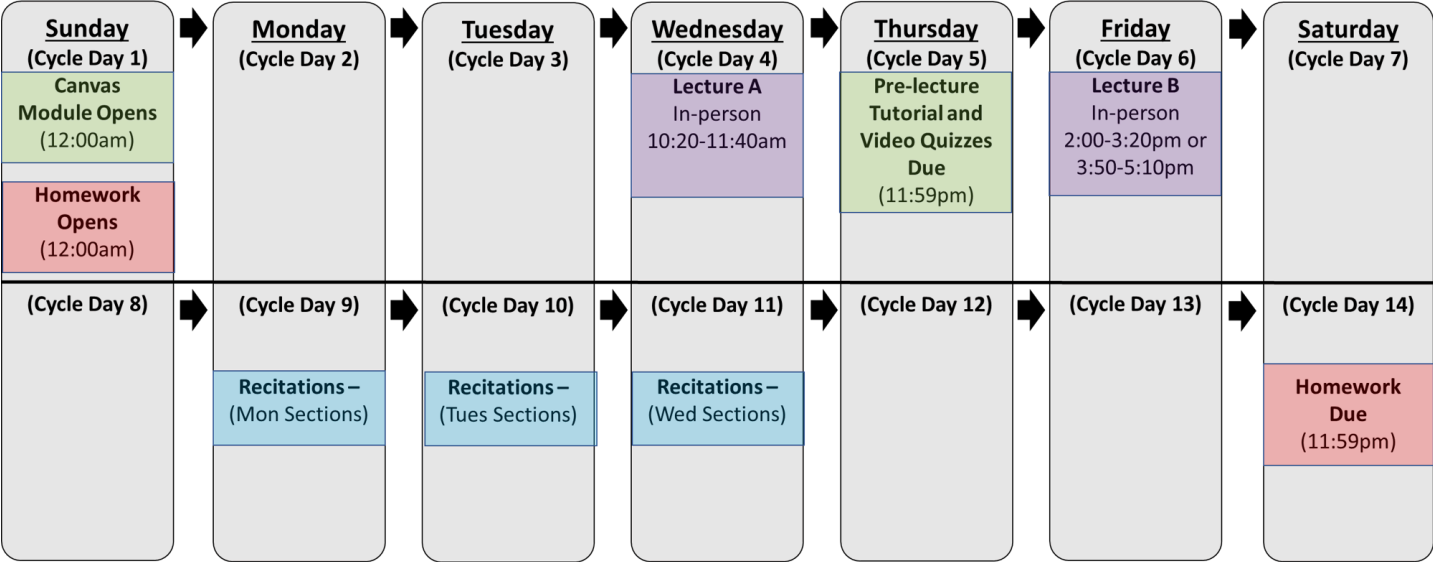 Sunday
(Cycle Day 1)
Canvas
Module Opens
(12:00am)
Homework
Opens
(12:00am)
Monday
(Cycle Day 2)
Tuesday
(Cycle Day 3)
Wednesday
(Cycle Day 4)
Lecture A
In-person
10:20-11:40am
Thursday
(Cycle Day 5)
Pre-lecture
Tutorial and
Video Quizzes
Due
(11:59pm)
Friday
(Cycle Day 6)
Lecture B
In-person
2:00-3:20pm or
3:50-5:10pm
Saturday
(Cycle Day 7)
(Cycle Day 8)
(Cycle Day 9)
Recitations –
(Mon Sections)
(Cycle Day 10)
Recitations –
(Tues Sections)
(Cycle Day 11)
Recitations –
(Wed Sections)
(Cycle Day 12)
(Cycle Day 13)
(Cycle Day 14)
Homework
Due
(11:59pm)